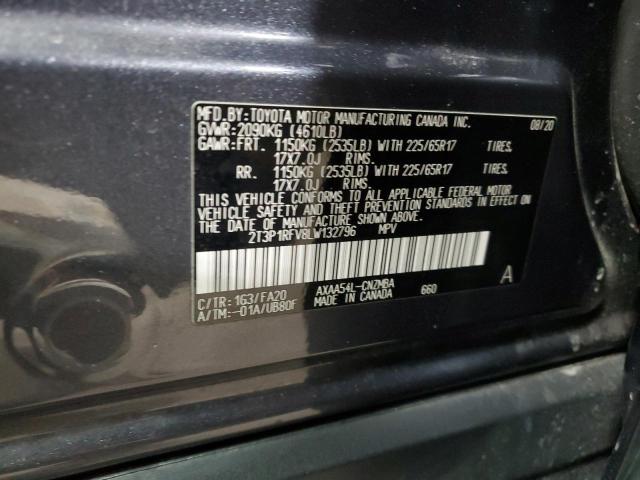 MFD.BY:TOYOTA MOTOR MANUFACTURING CANADA INC. 08/20
GVWR:2090KG (4610LB)
GAWR:FRT. 1150KG (2535LB) WITH 225/65R17 TIRES.
17X7.0J RIMS.
RR. 1150KG (2535LB) WITH 225/65R17 TIRES.
17X7.0J RIMS.
THIS VEHICLE CONFORMS TO ALL APPLICABLE FEDERAL MOTOR
VEHICLE SAFETY AND THEFT PREVENTION STANDARDS IN EFFECT ON
THE DATE OF MANUFACTURE SHOWN ABOVE.
2T3P1RFV8LW132796 MPV
A
C/TR:1G3/FA20 AXAA54L-CNZMBA 660
A/TM:-01A/UB80F MADE IN CANADA